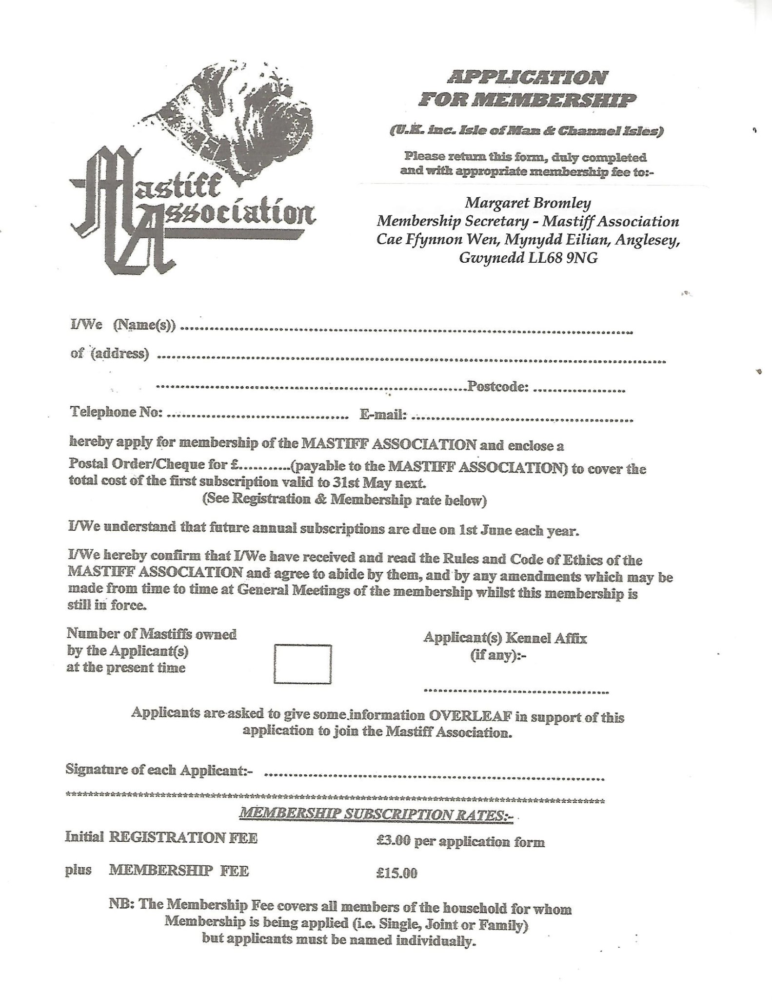 Mastiff
Association
APPLICATION
FOR MEMBERSHIP
(U.K. inc. Isle of Man & Channel Isles)
Please return this form, duly completed
and with appropriate membership fee to:-
Margaret Bromley
Membership Secretary - Mastiff Association
Cae Ffynnon Wen, Mynydd Eilian, Anglesey,
Gwynedd LL68 9NG
I/We (Name(s)) ....................................................................................
of (address) ....................................................................................
............................................................Postcode: ...................
Telephone No: ..................................... E-mail: .............................................
hereby apply for membership of the MASTIFF ASSOCIATION and enclose a
Postal Order/Cheque for £...........(payable to the MASTIFF ASSOCIATION) to cover the
total cost of the first subscription valid to 31st May next.
(See Registration & Membership rate below)
I/We understand that future annual subscriptions are due on 1st June each year.
I/We hereby confirm that I/We have received and read the Rules and Code of Ethics of the
MASTIFF ASSOCIATION and agree to abide by them, and by any amendments which may be
made from time to time at General Meetings of the membership whilst this membership is
still in force.
Number of Mastiffs owned
by the Applicant(s)
at the present time
Applicant(s) Kennel Affix
(if any):-
......................................
Applicants are asked to give some information OVERLEAF in support of this
application to join the Mastiff Association.
Signature of each Applicant:- ......................................................................
****************************************************************************************
MEMBERSHIP SUBSCRIPTION RATES:-
Initial REGISTRATION FEE £3.00 per application form
plus MEMBERSHIP FEE £15.00
NB: The Membership Fee covers all members of the household for whom
Membership is being applied (i.e. Single, Joint or Family)
but applicants must be named individually.